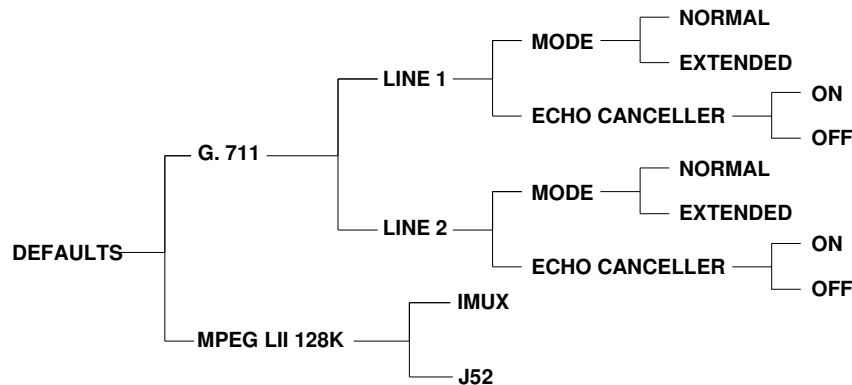 DEFAULTS
G. 711
LINE 1
MODE
NORMAL
EXTENDED
ECHO CANCELLER
ON
OFF
LINE 2
MODE
NORMAL
EXTENDED
ECHO CANCELLER
ON
OFF
MPEG LII 128K
IMUX
J52